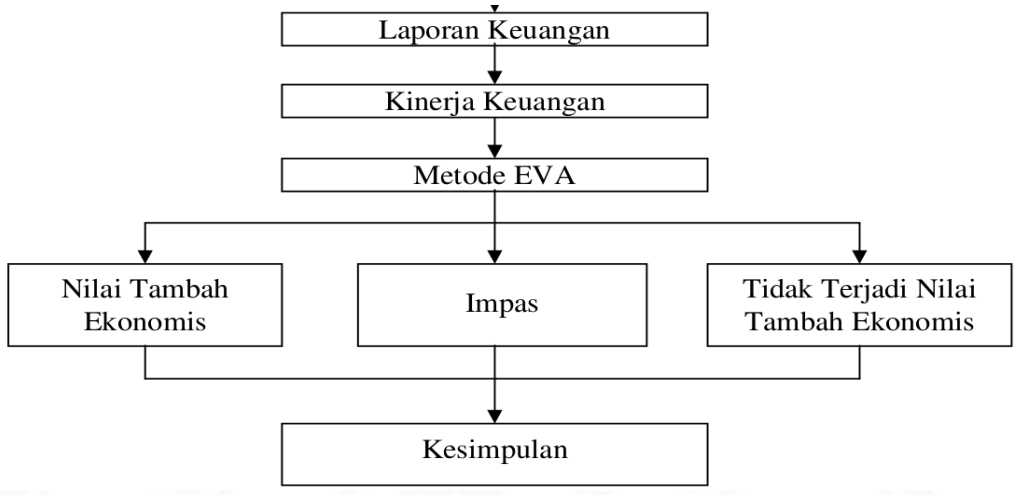 Laporan Keuangan
Kinerja Keuangan
Metode EVA
Nilai Tambah
Ekonomis
Impas
Tidak Terjadi Nilai
Tambah Ekonomis
Kesimpulan